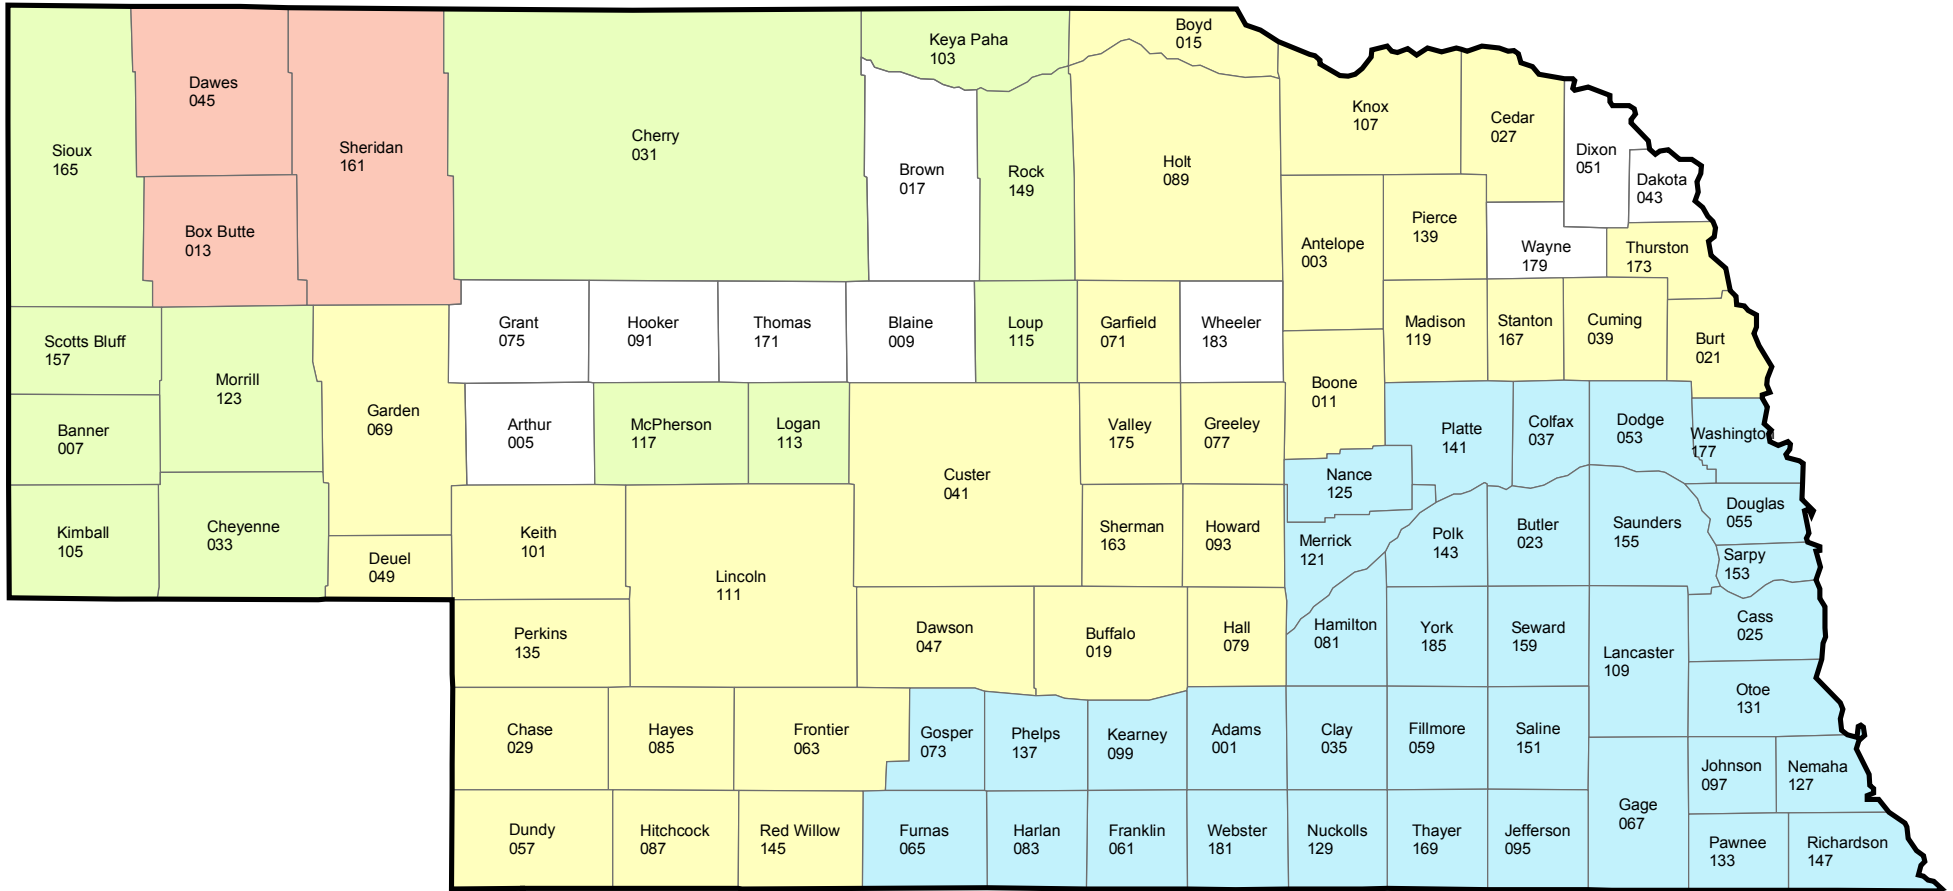 Boyd
015
Keya Paha
103
Dawes
045
Knox
107
Cedar
027
Cherry
031
Sheridan
161
Sioux
165
Dixon
051
Holt
089
Brown
017
Rock
149
Dakota
043
Pierce
139
Box Butte
013
Antelope
003
Wayne
179
Thurston
173
Grant
075
Hooker
091
Thomas
171
Blaine
009
Loup
115
Garfield
071
Wheeler
183
Madison
119
Stanton
167
Cuming
039
Scotts Bluff
157
Burt
021
Morrill
123
Boone
011
Garden
069
Banner
007
Arthur
005
McPherson
117
Logan
113
Valley
175
Greeley
077
Platte
141
Colfax
037
Dodge
053
Washington
177
Custer
041
Nance
125
Douglas
055
Kimball
105
Cheyenne
033
Keith
101
Sherman
163
Howard
093
Merrick
121
Polk
143
Butler
023
Saunders
155
Sarpy
153
Deuel
049
Lincoln
111
Perkins
135
Dawson
047
Buffalo
019
Hall
079
Hamilton
081
York
185
Seward
159
Cass
025
Lancaster
109
Otoe
131
Chase
029
Hayes
085
Frontier
063
Gosper
073
Phelps
137
Kearney
099
Adams
001
Clay
035
Fillmore
059
Saline
151
Johnson
097
Nemaha
127
Gage
067
Dundy
057
Hitchcock
087
Red Willow
145
Furnas
065
Harlan
083
Franklin
061
Webster
181
Nuckolls
129
Thayer
169
Jefferson
095
Pawnee
133
Richardson
147